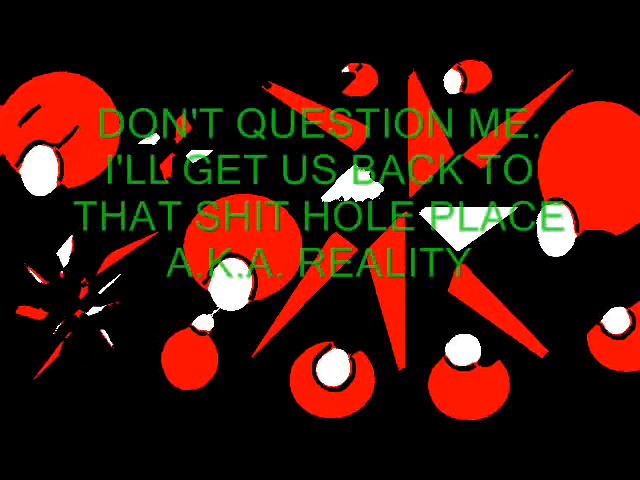 DON'T QUESTION ME.
I'LL GET US BACK TO
THAT SHIT HOLE PLACE
A.K.A. REALITY